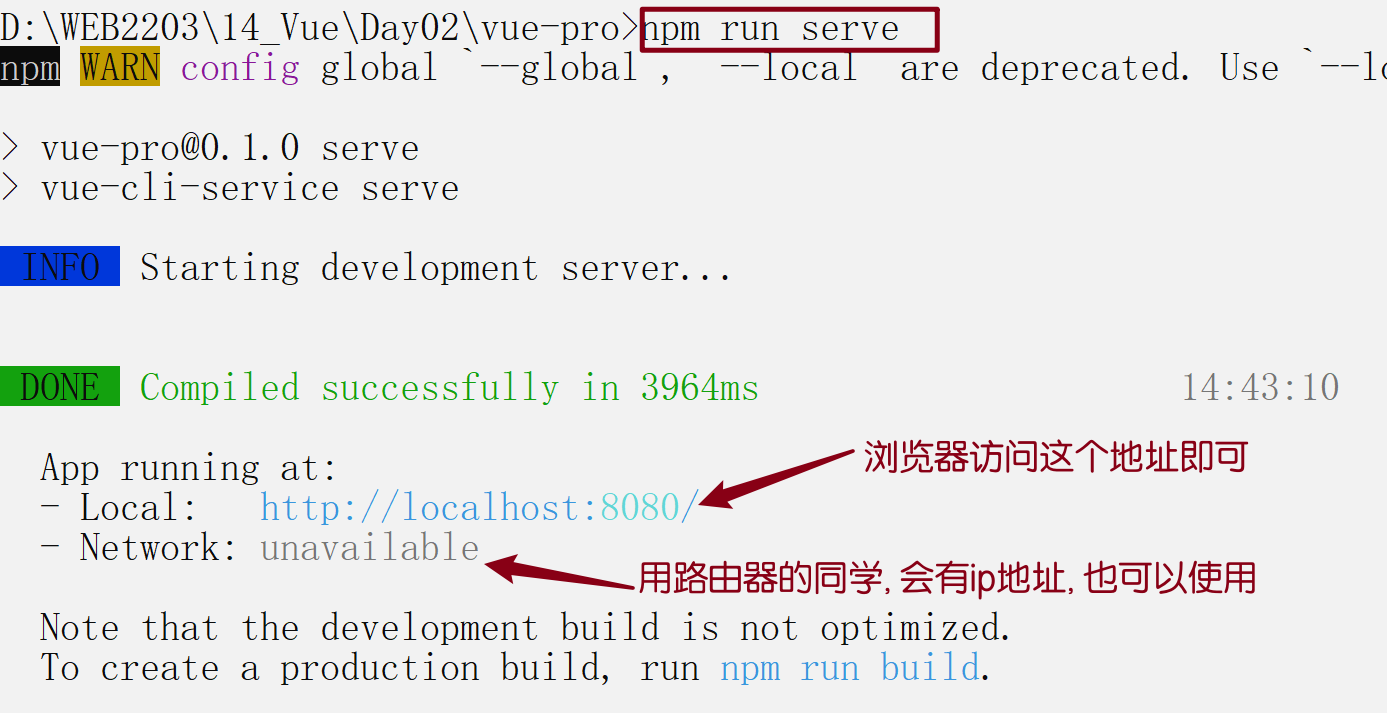 D:\WEB2203\14_Vue\Day02\vue-pro>npm run serve
npm WARN config global `--global`, `--local` are deprecated. Use `--lo
> vue-pro@0.1.0 serve
> vue-cli-service serve
INFO Starting development server...
DONE Compiled successfully in 3964ms 14:43:10
浏览器访问这个地址即可
App running at:
- Local: http://localhost:8080/
- Network: unavailable
用路由器的同学, 会有ip地址, 也可以使用
Note that the development build is not optimized.
To create a production build, run npm run build.